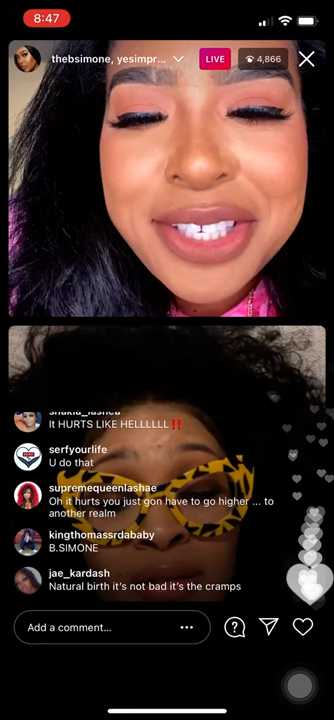 8:47
thebsimone, yesimpr...
LIVE
4,866
shakia_lashea
It HURTS LIKE HELLLLLL‼️
serfyourlife
U do that
supremequeenlashae
Oh it hurts you just gon have to go higher ... to
another realm
kingthomassrdababy
B.SIMONE
jae_kardash
Natural birth it's not bad it's the cramps
Add a comment...